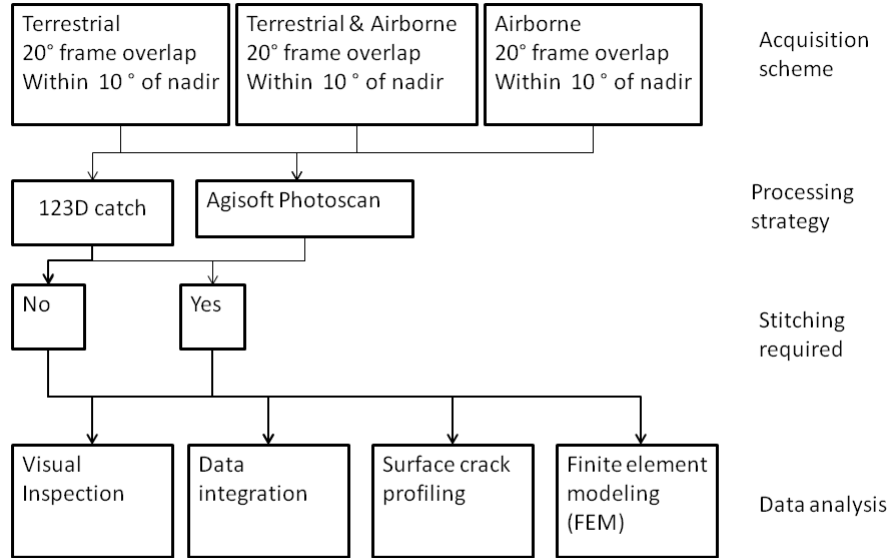 Terrestrial
20° frame overlap
Within 10 ° of nadir
Terrestrial & Airborne
20° frame overlap
Within 10 ° of nadir
Airborne
20° frame overlap
Within 10 ° of nadir
Acquisition
scheme
123D catch
Agisoft Photoscan
Processing
strategy
No
Yes
Stitching
required
Visual
Inspection
Data
integration
Surface crack
profiling
Finite element
modeling
(FEM)
Data analysis